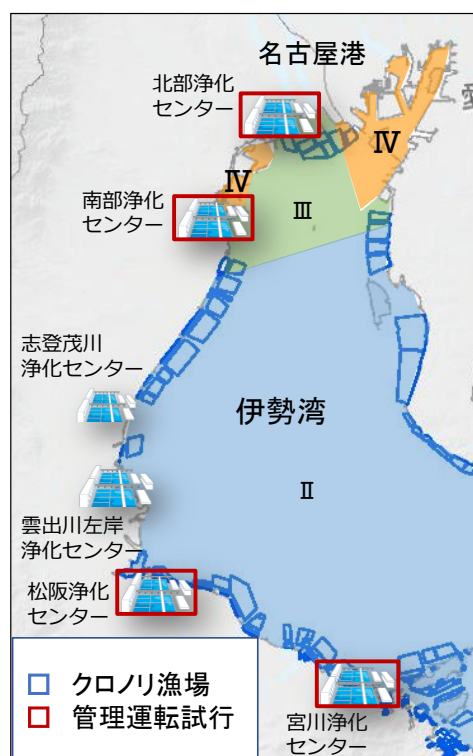 名古屋港
北部浄化
センター
愛
Ⅳ
Ⅳ
南部浄化
センター
Ⅲ
志登茂川
浄化センター
伊勢湾
Ⅱ
雲出川左岸
浄化センター
松阪浄化
センター
クロノリ漁場
管理運転試行
宮川浄化
センター